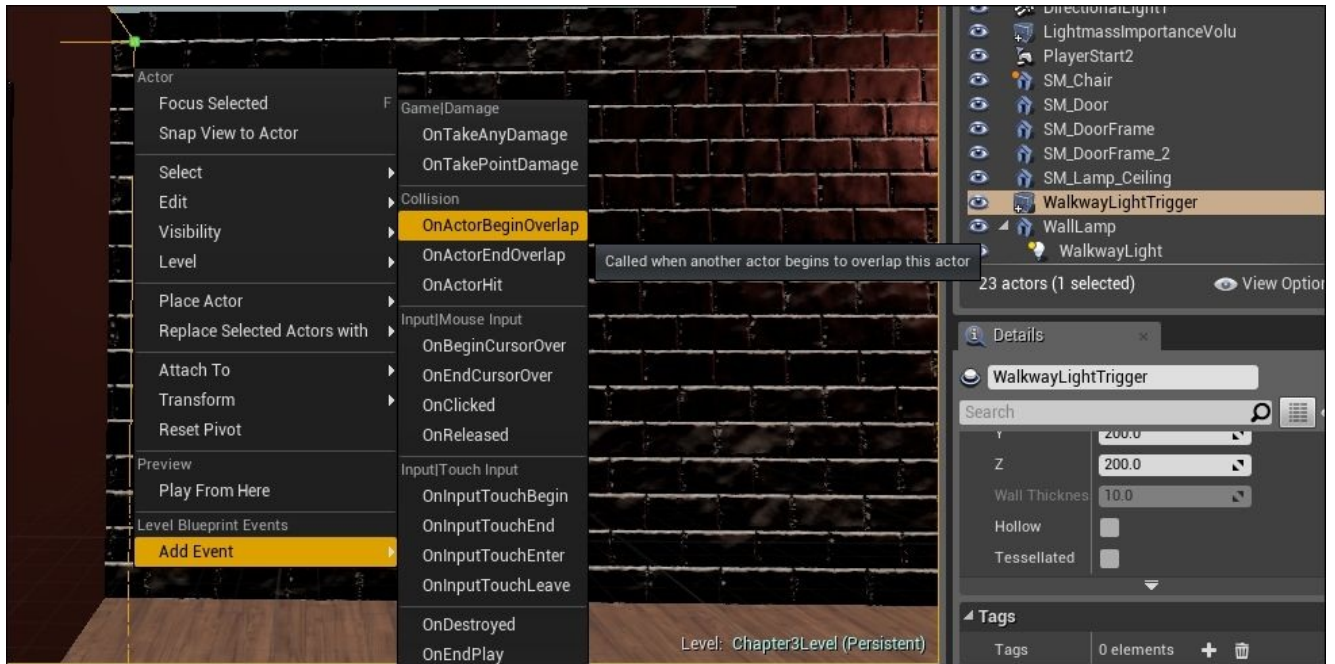 Actor
Focus Selected F
Snap View to Actor
Select
Edit
Visibility
Level
Place Actor
Replace Selected Actors with
Attach To
Transform
Reset Pivot
Preview
Play From Here
Level Blueprint Events
Add Event
Game|Damage
OnTakeAnyDamage
OnTakePointDamage
Collision
OnActorBeginOverlap
OnActorEndOverlap
OnActorHit
Input|Mouse Input
OnBeginCursorOver
OnEndCursorOver
OnClicked
OnReleased
Input|Touch Input
OnInputTouchBegin
OnInputTouchEnd
OnInputTouchEnter
OnInputTouchLeave
OnDestroyed
OnEndPlay
Called when another actor begins to overlap this actor
Level: Chapter3Level (Persistent)
DirectionalLight1
LightmassImportanceVolu
PlayerStart2
SM_Chair
SM_Door
SM_DoorFrame
SM_DoorFrame_2
SM_Lamp_Ceiling
WalkwayLightTrigger
WallLamp
WalkwayLight
23 actors (1 selected) View Option
Details
WalkwayLightTrigger
Search
Y 200.0
Z 200.0
Wall Thicknes 10.0
Hollow
Tessellated
Tags
Tags 0 elements